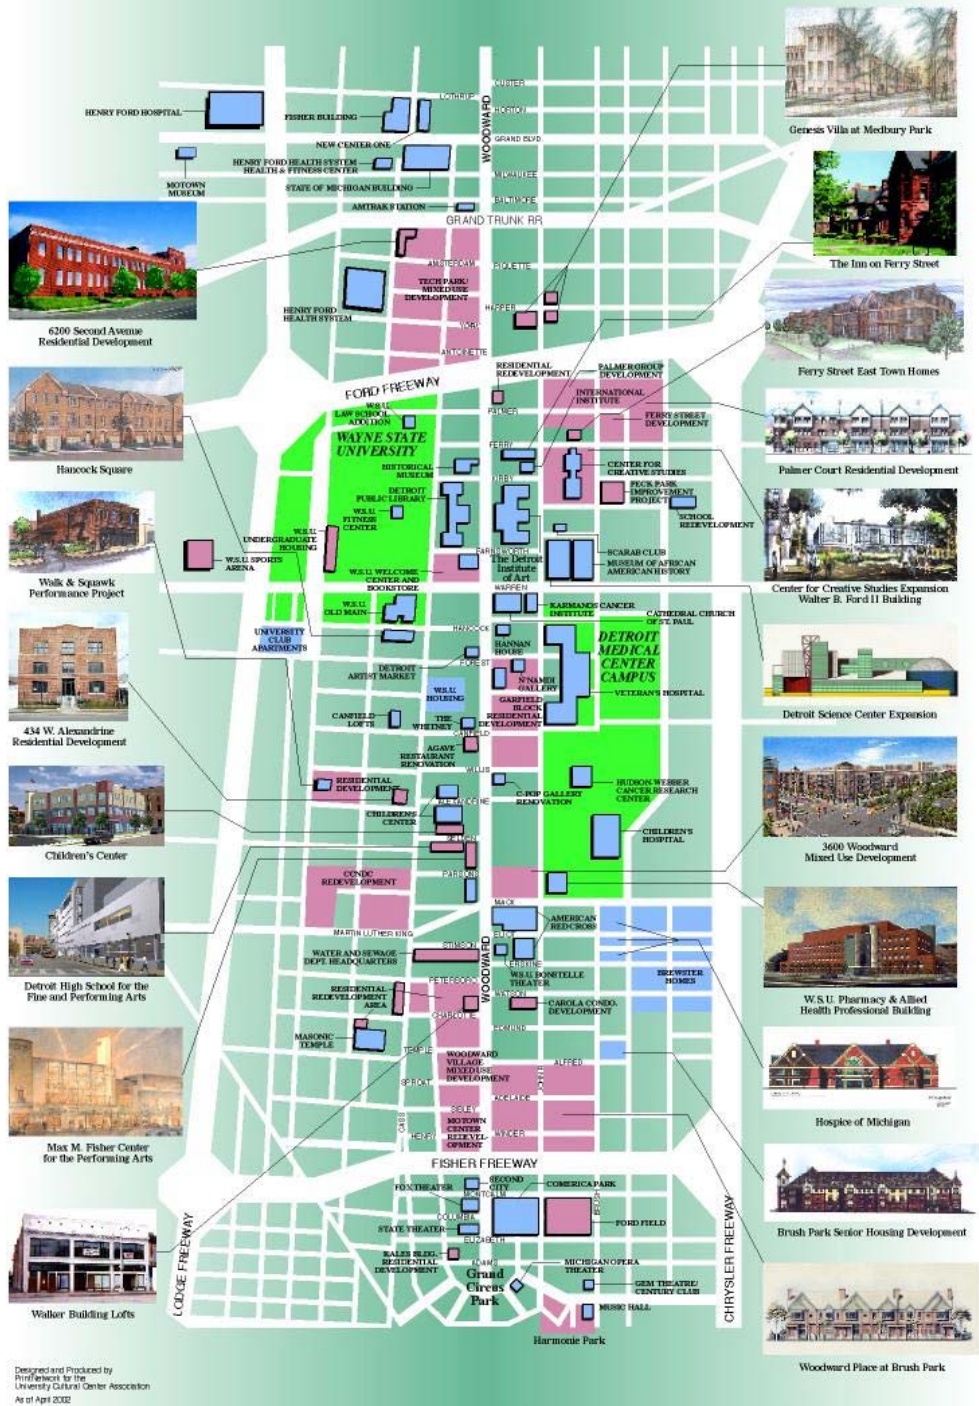 CUSTER
LOTHRUP
HORTON
WOODWARD
GRAND BLVD.
MILWAUKEE
BALTIMORE
HENRY FORD HOSPITAL
FISHER BUILDING
NEW CENTER ONE
MOTOWN
MUSEUM
HENRY FORD HEALTH SYSTEM
HEALTH & FITNESS CENTER
STATE OF MICHIGAN BUILDING
AMTRAK STATION
GRAND TRUNK RR
Genesis Villa at Medbury Park
The Inn on Ferry Street
6200 Second Avenue
Residential Development
AMSTERDAM
PIQUETTE
TECH PARK/
MIXED USE
DEVELOPMENT
HENRY FORD
HEALTH SYSTEM
HARPER
YORK
ANTOINETTE
Ferry Street East Town Homes
FORD FREEWAY
RESIDENTIAL
REDEVELOPMENT
PALMER GROUP
DEVELOPMENT
INTERNATIONAL
INSTITUTE
PALMER
FERRY STREET
DEVELOPMENT
W.S.U.
LAW SCHOOL
ADDITION
WAYNE STATE
UNIVERSITY
Hancock Square
Palmer Court Residential Development
FERRY
HISTORICAL
MUSEUM
CENTER FOR
CREATIVE STUDIES
KIRBY
PECK PARK
IMPROVEMENT
PROJECT
DETROIT
PUBLIC LIBRARY
W.S.U.
FITNESS
CENTER
SCHOOL
REDEVELOPMENT
W.S.U.
UNDERGRADUATE
HOUSING
W.S.U. SPORTS
ARENA
FARNSWORTH
SCARAB CLUB
The Detroit
Institute
of Art
MUSEUM OF AFRICAN
AMERICAN HISTORY
W.S.U. WELCOME
CENTER AND
BOOKSTORE
Walk & Squawk
Performance Project
Center for Creative Studies Expansion
Walter B. Ford II Building
WARREN
W.S.U.
OLD MAIN
KARMANOS CANCER
INSTITUTE
CATHEDRAL CHURCH
OF ST. PAUL
UNIVERSITY
CLUB
APARTMENTS
HANCOCK
HANNAN
HOUSE
DETROIT
MEDICAL
CENTER
CAMPUS
DETROIT
ARTIST MARKET
FOREST
N'NAMDI
GALLERY
VETERAN'S HOSPITAL
W.S.U.
HOUSING
GARFIELD
BLOCK
RESIDENTIAL
DEVELOPMENT
Detroit Science Center Expansion
434 W. Alexandrine
Residential Development
CANFIELD
LOFTS
THE
WHITNEY
CANFIELD
AGAVE
RESTAURANT
RENOVATION
WILLIS
RESIDENTIAL
DEVELOPMENT
C-POP GALLERY
RENOVATION
HUDSON-WEBBER
CANCER RESEARCH
CENTER
ALEXANDRINE
CHILDREN'S
CENTER
CHILDREN'S
HOSPITAL
SELDEN
Children's Center
3600 Woodward
Mixed Use Development
CCNDC
REDEVELOPMENT
PARSONS
MACK
MARTIN LUTHER KING
AMERICAN
RED CROSS
ELIOT
STIMSON
WATER AND SEWAGE
DEPT. HEADQUARTERS
ERSKINE
W.S.U. BONSTELLE
THEATER
BREWSTER
HOMES
Detroit High School for the
Fine and Performing Arts
W.S.U. Pharmacy & Allied
Health Professional Building
PETERBORO
WOODWARD
RESIDENTIAL
REDEVELOPMENT
AREA
WATSON
CAROLA CONDO.
DEVELOPMENT
CHARLOTTE
EDMUND
MASONIC
TEMPLE
TEMPLE
WOODWARD
VILLAGE
MIXED USE
DEVELOPMENT
ALFRED
JOHN R
SPROAT
ADELAIDE
Hospice of Michigan
CASS
SIBLEY
MOTOWN
CENTER
REDEVEL-
OPMENT
HENRY
WINDER
Max M. Fisher Center
for the Performing Arts
FISHER FREEWAY
FOX THEATER
SECOND
CITY
MONTCALM
COMERICA PARK
COLUMBIA
STATE THEATER
BRUSH
FORD FIELD
ELIZABETH
Brush Park Senior Housing Development
KALES BLDG.
RESIDENTIAL
DEVELOPMENT
ADAMS
Grand
Circus
Park
MICHIGAN OPERA
THEATER
GEM THEATRE/
CENTURY CLUB
MUSIC HALL
Harmonie Park
LODGE FREEWAY
CHRYSLER FREEWAY
Walker Building Lofts
Woodward Place at Brush Park
Designed and Produced by
PrintNetwork for the
University Cultural Center Association
As of April 2002